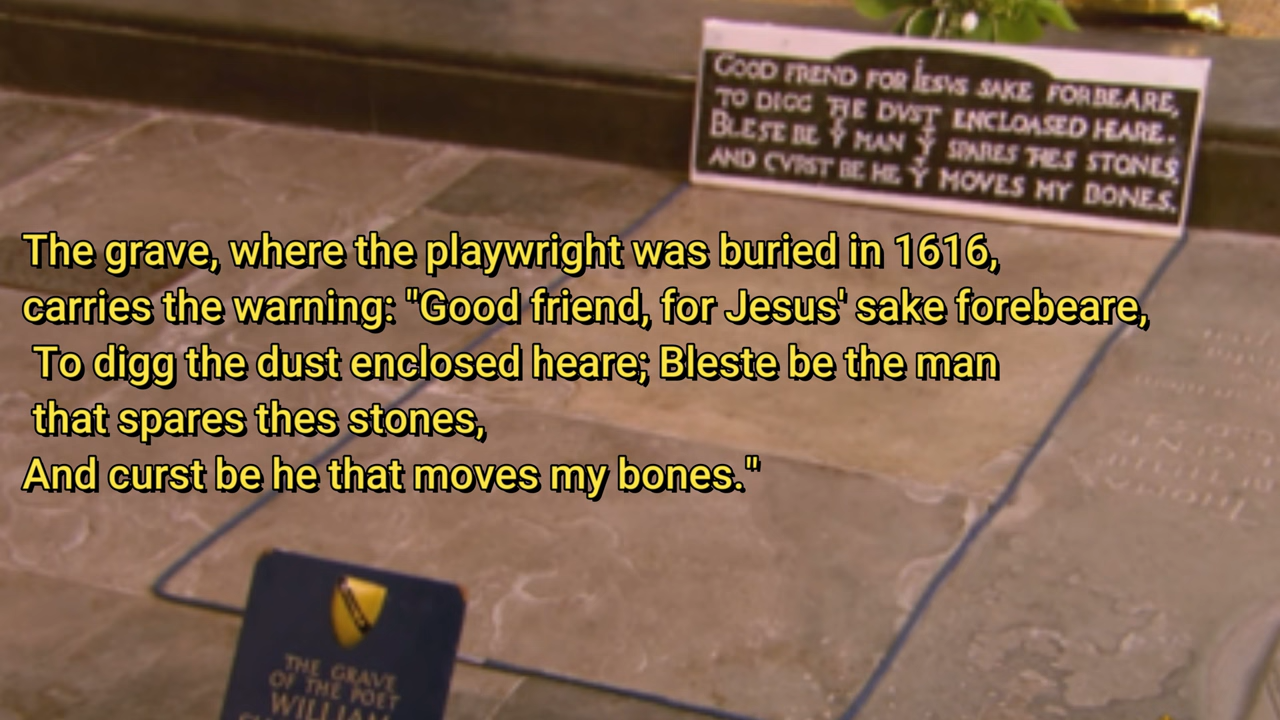 GOOD FREND FOR IESVS SAKE FORBEARE,
TO DIGG THE DVST ENCLOASED HEARE.
BLESTE BE Y MAN Y SPARES THES STONES,
AND CVRST BE HE Y MOVES MY BONES.
The grave, where the playwright was buried in 1616,
carries the warning: "Good friend, for Jesus' sake forebeare,
To digg the dust enclosed heare; Bleste be the man
that spares thes stones,
And curst be he that moves my bones."
THE GRAVE
OF THE POET
WILLIAM